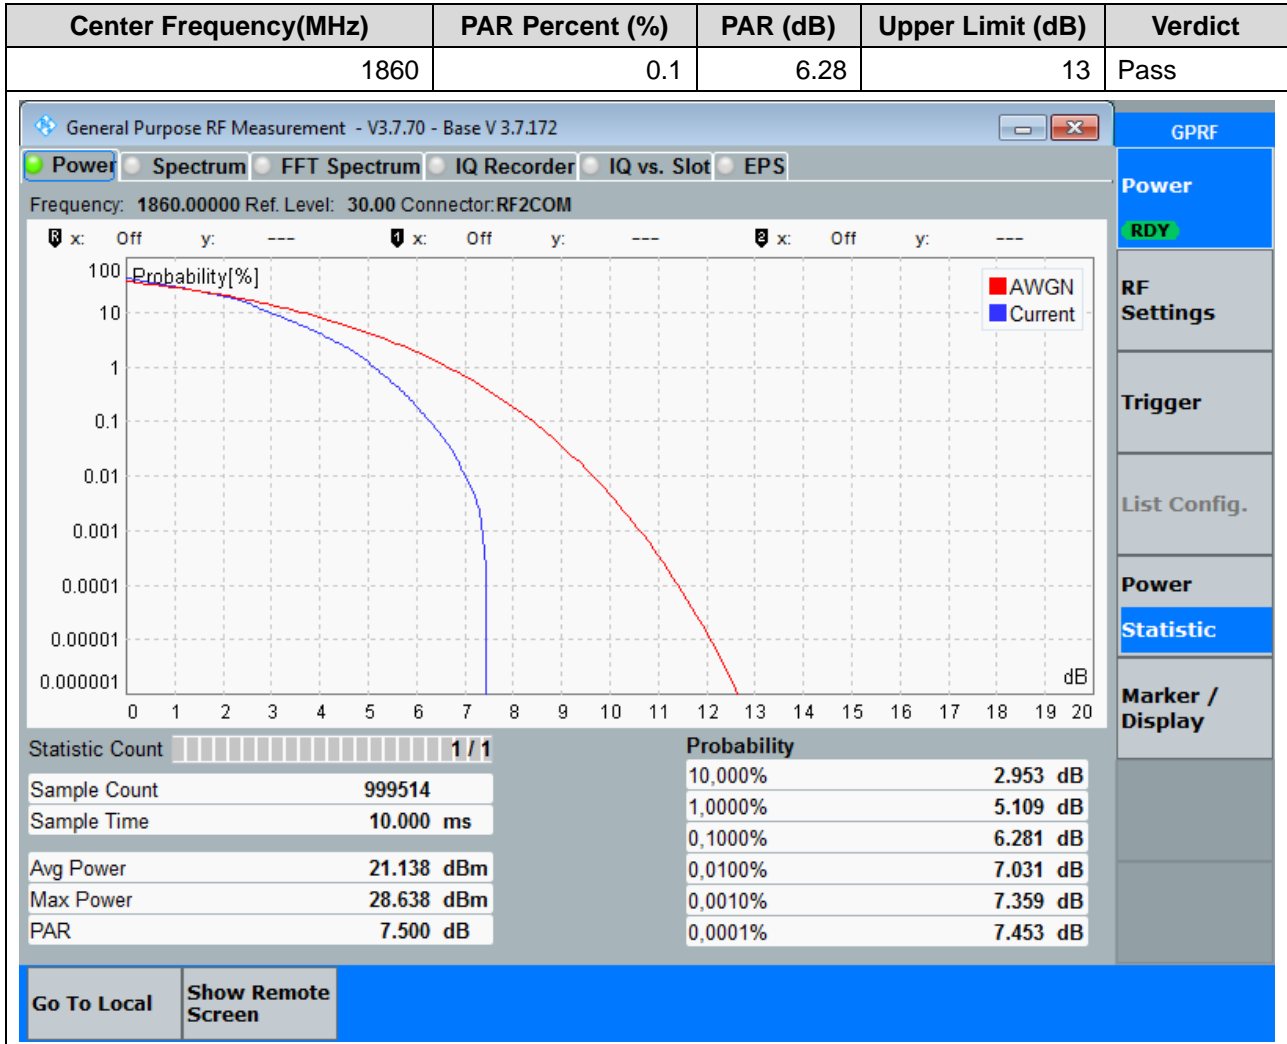 Center Frequency(MHz) PAR Percent (%) PAR (dB) Upper Limit (dB) Verdict
1860 0.1 6.28 13 Pass
General Purpose RF Measurement - V3.7.70 - Base V 3.7.172
GPRF
Power Spectrum FFT Spectrum IQ Recorder IQ vs. Slot EPS
Frequency: 1860.00000 Ref. Level: 30.00 Connector:RF2COM
R x: Off y: --- 1 x: Off y: --- 2 x: Off y: ---
Probability[%]
100
10
1
0.1
0.01
0.001
0.0001
0.00001
0.000001
AWGN
Current
dB
0 1 2 3 4 5 6 7 8 9 10 11 12 13 14 15 16 17 18 19 20
Statistic Count 1 / 1
Sample Count 999514
Sample Time 10.000 ms
Avg Power 21.138 dBm
Max Power 28.638 dBm
PAR 7.500 dB
Probability
10,000% 2.953 dB
1,0000% 5.109 dB
0,1000% 6.281 dB
0,0100% 7.031 dB
0,0010% 7.359 dB
0,0001% 7.453 dB
Power
RDY
RF
Settings
Trigger
List Config.
Power
Statistic
Marker /
Display
Go To Local
Show Remote
Screen